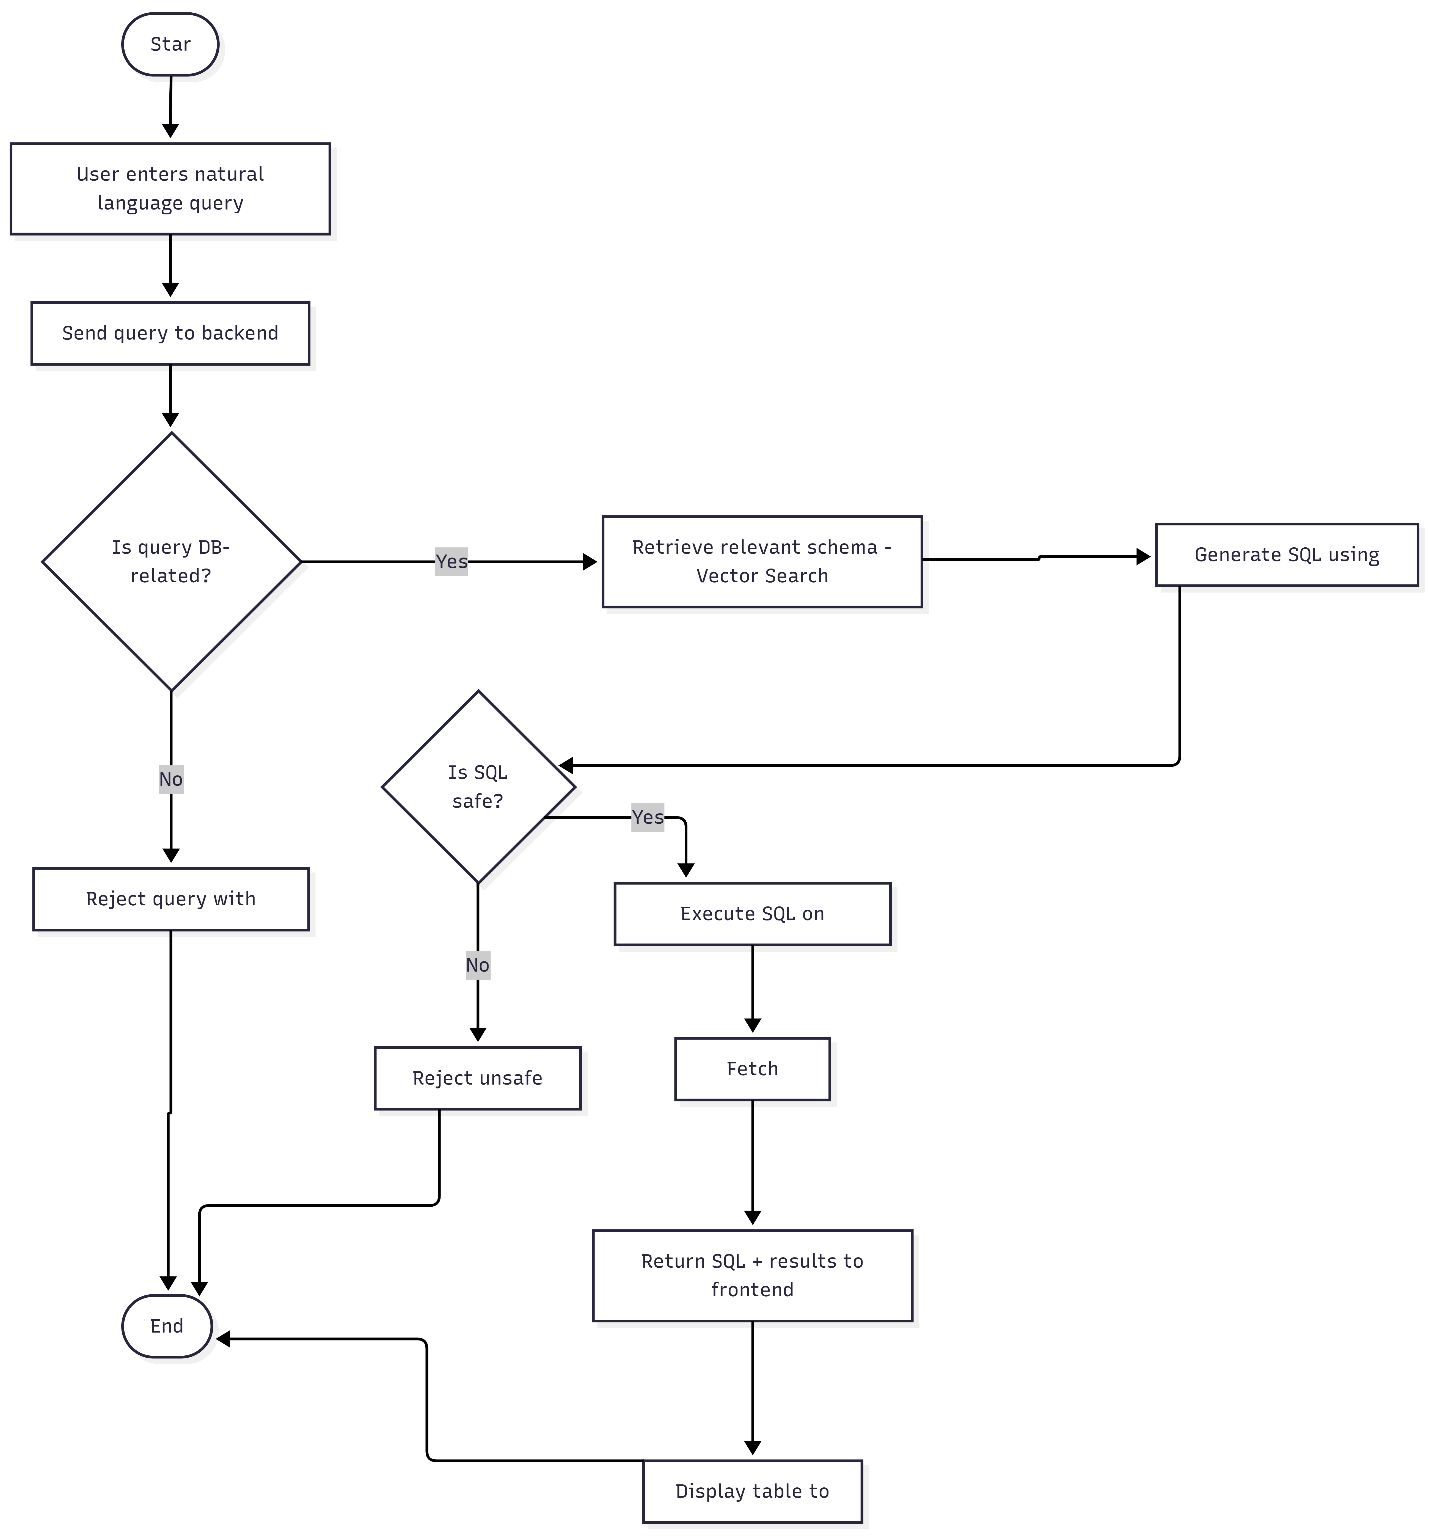 Star
User enters natural
language query
Send query to backend
Is query DB-
related?
Yes
Retrieve relevant schema -
Vector Search
Generate SQL using
No
Is SQL
safe?
Yes
Reject query with
Execute SQL on
No
Fetch
Reject unsafe
Return SQL + results to
frontend
End
Display table to